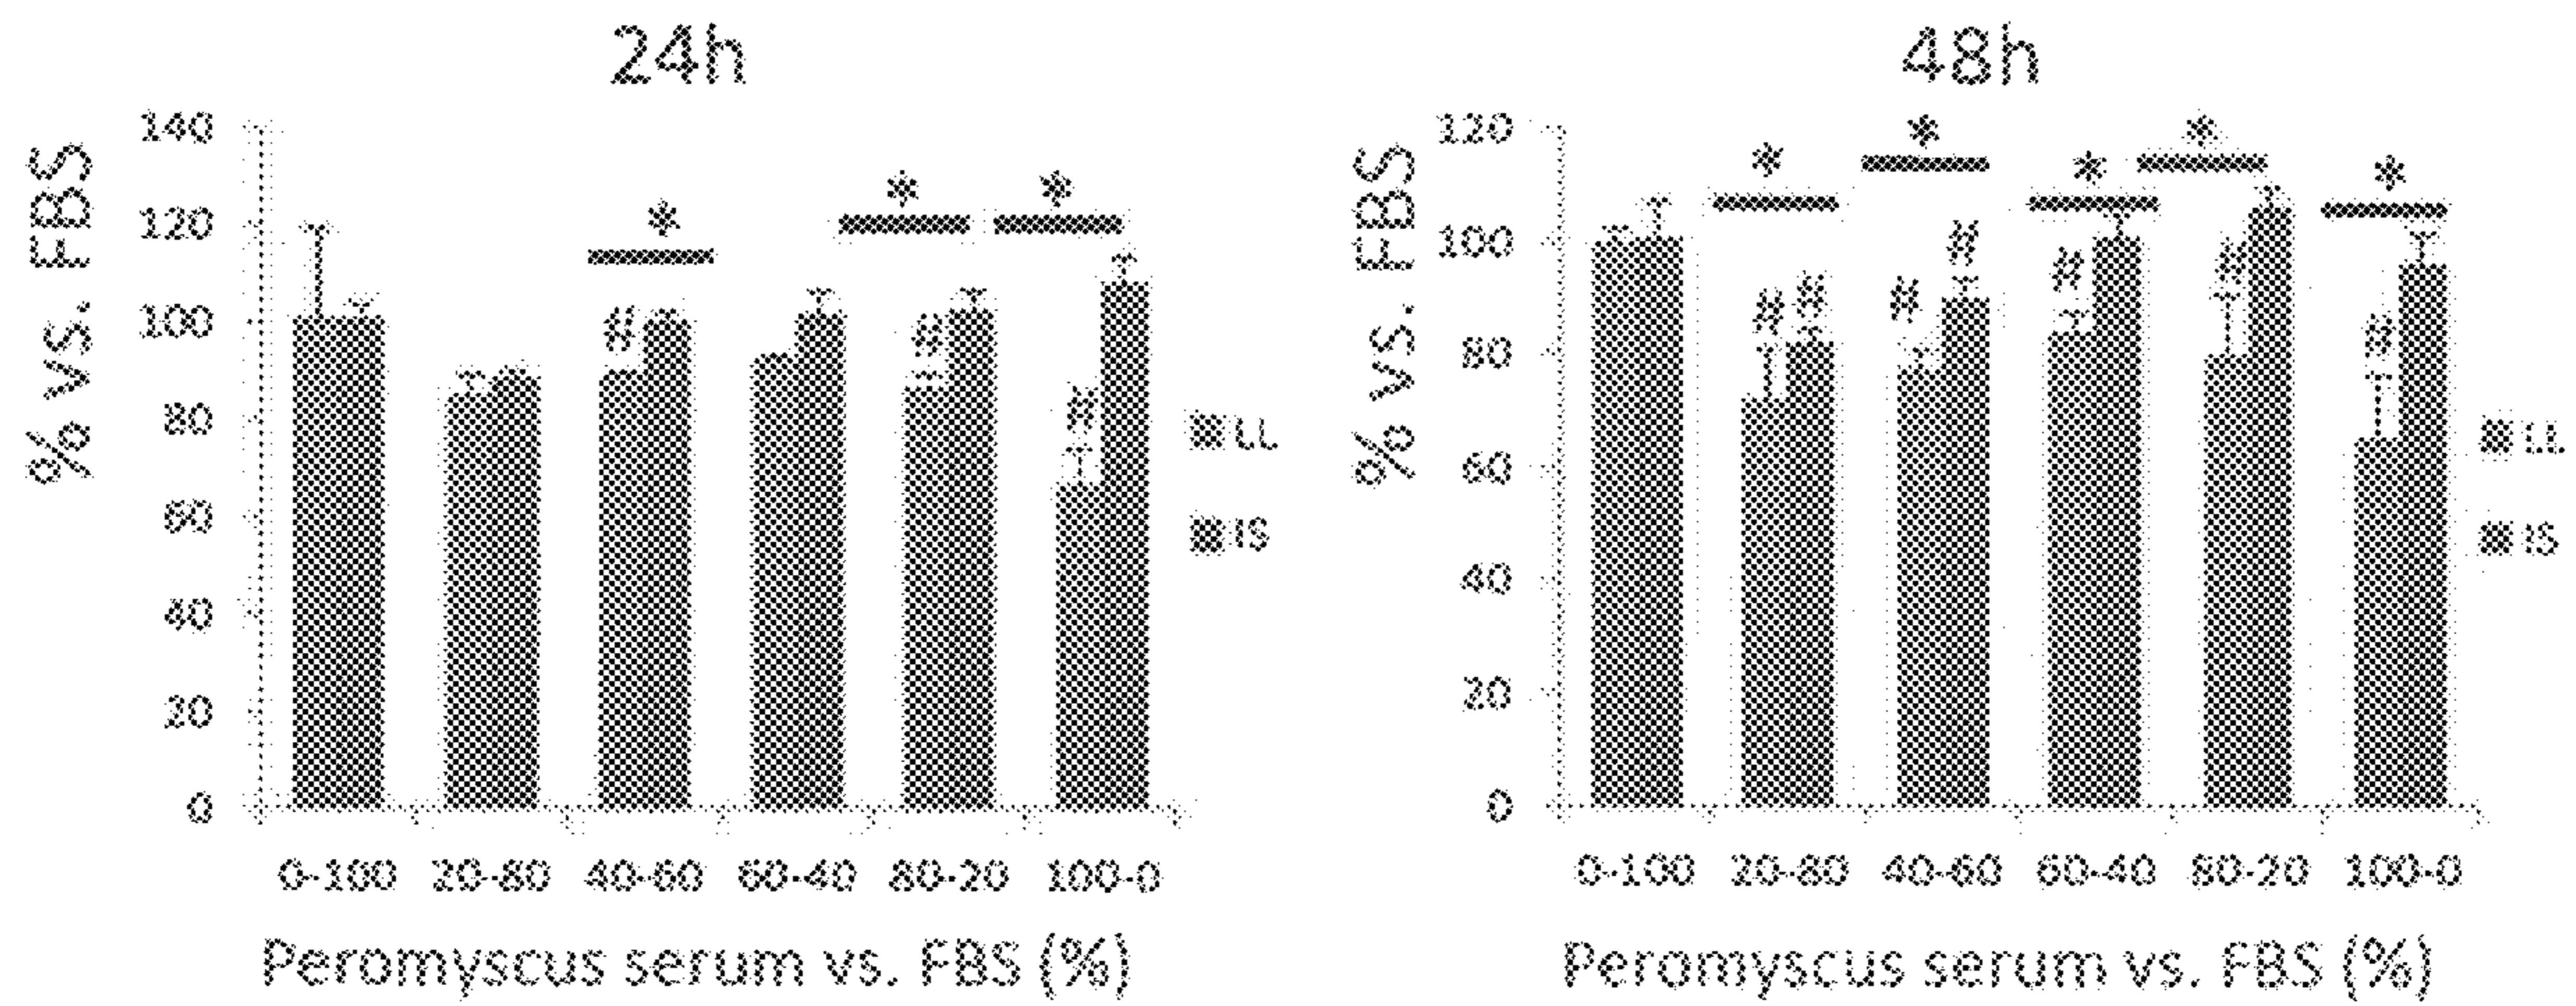 24h
% vs. FBS
140
120
100
80
60
40
20
0
*
*
*
#
#
#
LL
IS
0-100 20-80 40-60 60-40 80-20 100-0
Peromyscus serum vs. FBS (%)
48h
% vs. FBS
120
100
80
60
40
20
0
*
*
*
*
*
#
#
#
#
#
#
#
LL
IS
0-100 20-80 40-60 60-40 80-20 100-0
Peromyscus serum vs. FBS (%)